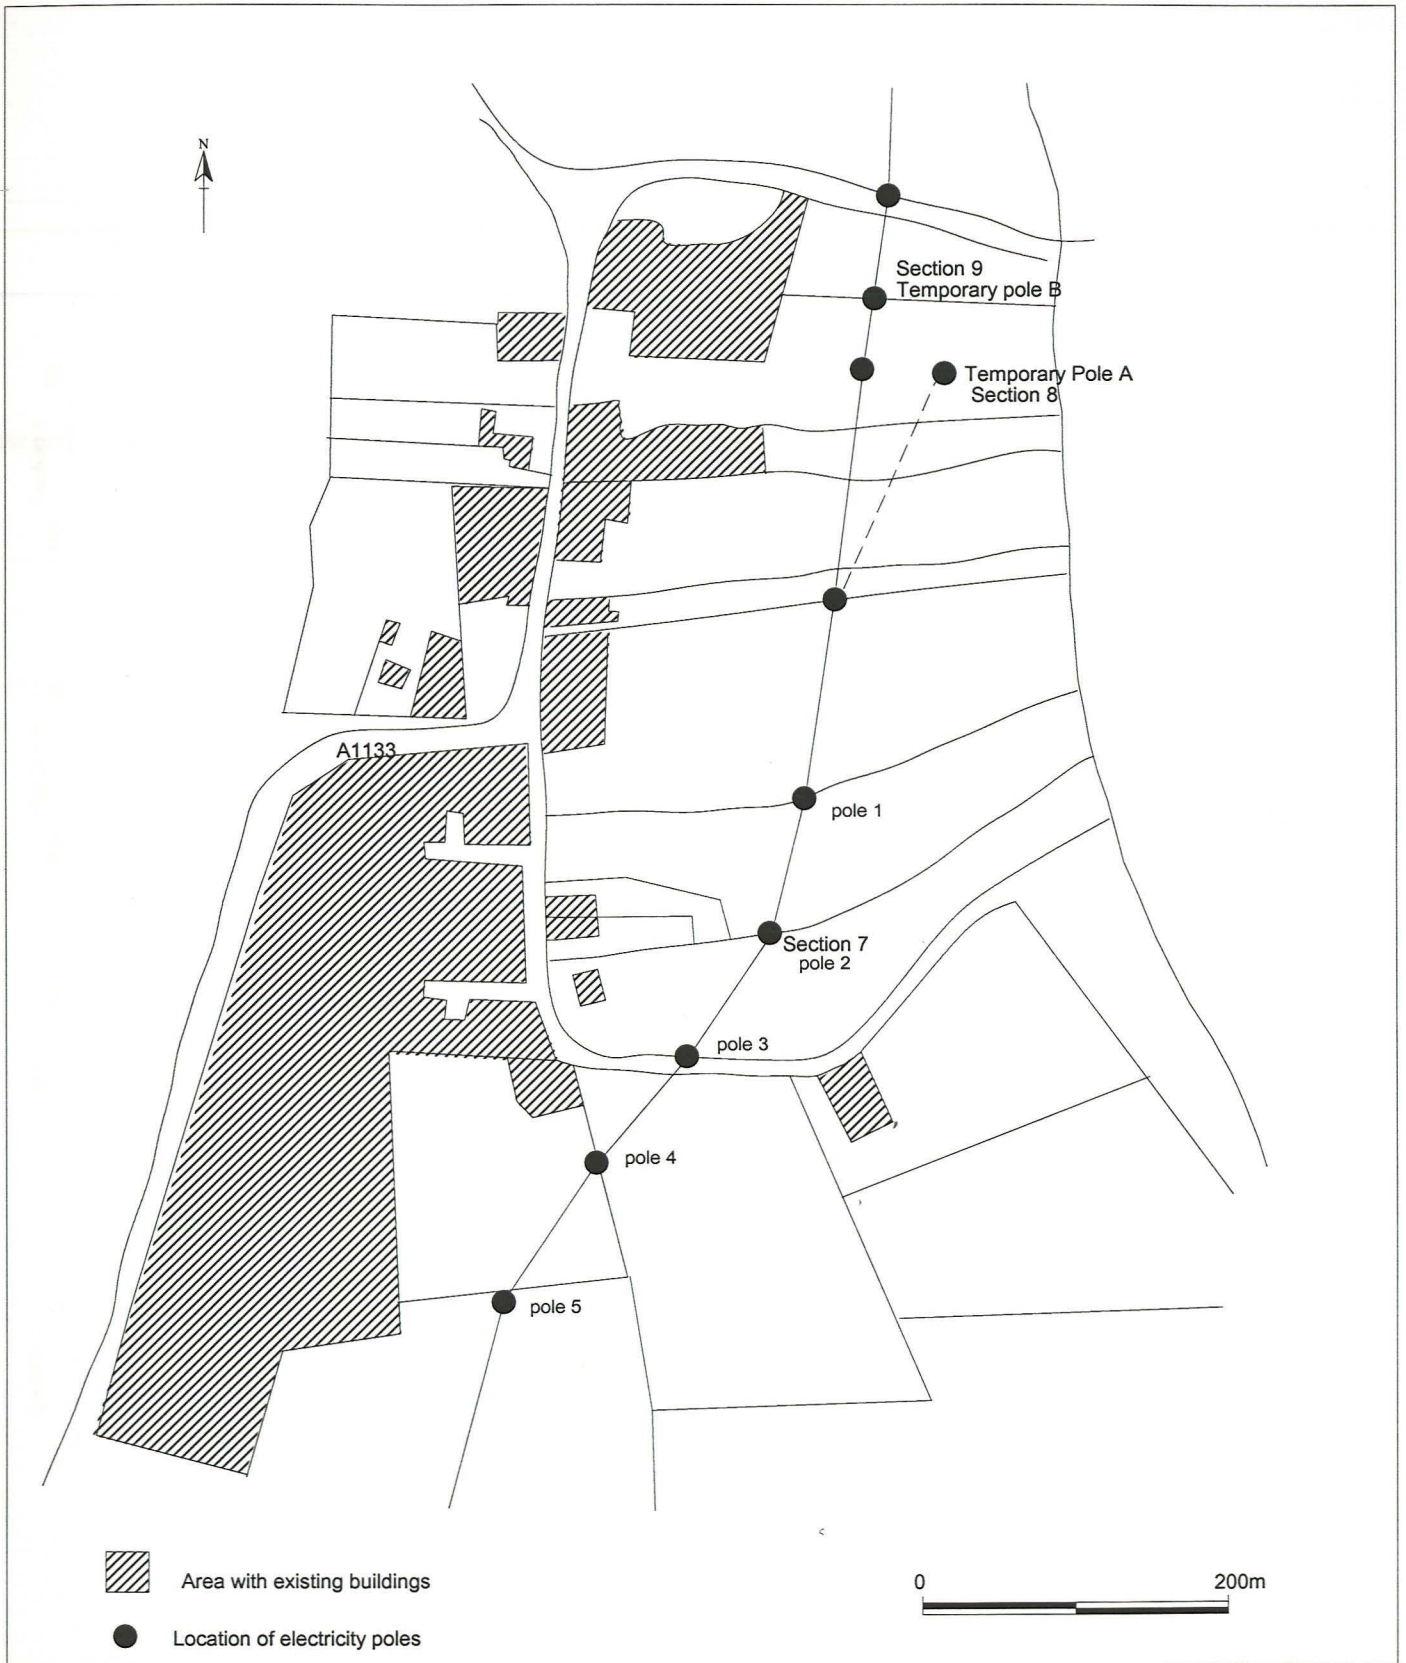 N
Section 9
Temporary pole B
Temporary Pole A
Section 8
A1133
pole 1
Section 7
pole 2
pole 3
pole 4
pole 5
Area with existing buildings
0 200m
Location of electricity poles